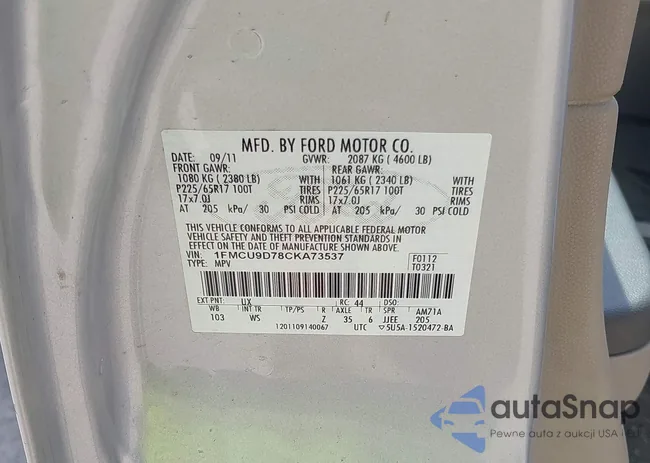 MFD. BY FORD MOTOR CO.
DATE: 09/11 GVWR: 2087 KG ( 4600 LB)
FRONT GAWR: REAR GAWR:
1080 KG ( 2380 LB) WITH 1061 KG ( 2340 LB) WITH
P225/65R17 100T TIRES P225/65R17 100T TIRES
17x7.0J RIMS 17x7.0J RIMS
AT 205 kPa/ 30 PSI COLD AT 205 kPa/ 30 PSI COLD
THIS VEHICLE CONFORMS TO ALL APPLICABLE FEDERAL MOTOR
VEHICLE SAFETY AND THEFT PREVENTION STANDARDS IN
EFFECT ON THE DATE OF MANUFACTURE SHOWN ABOVE.
VIN: 1FMCU9D78CKA73537 F0112
TYPE: MPV T0321
EXT PNT: UX RC: 44 DSO:
WB INT TR TP/PS R AXLE TR SPR AM71A
103 WS Z 35 6 JJEE 205
1201109140067 UTC ▽5U5A-1520472-BA
autaSnap
Pewne auta z aukcji USA i EU